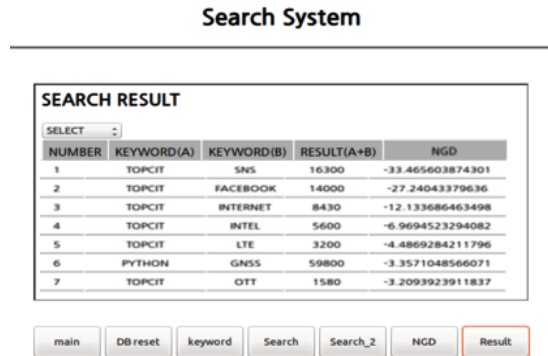 Search System
SEARCH RESULT
SELECT
NUMBER KEYWORD(A) KEYWORD(B) RESULT(A+B) NGD
1 TOPCIT SNS 16300 -33.465603874301
2 TOPCIT FACEBOOK 14000 -27.24043379636
3 TOPCIT INTERNET 8430 -12.133686463498
4 TOPCIT INTEL 5600 -6.9694523294082
5 TOPCIT LTE 3200 -4.4869284211796
6 PYTHON GNSS 59800 -3.3571048566071
7 TOPCIT OTT 1580 -3.2093923911837
main DB reset keyword Search Search_2 NGD Result